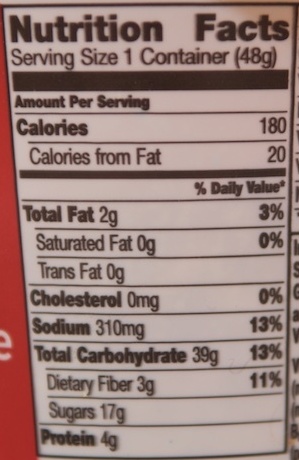 Nutrition Facts
Serving Size 1 Container (48g)
Amount Per Serving
Calories 180
Calories from Fat 20
% Daily Value*
Total Fat 2g 3%
Saturated Fat 0g 0%
Trans Fat 0g
Cholesterol 0mg 0%
Sodium 310mg 13%
Total Carbohydrate 39g 13%
Dietary Fiber 3g 11%
Sugars 17g
Protein 4g